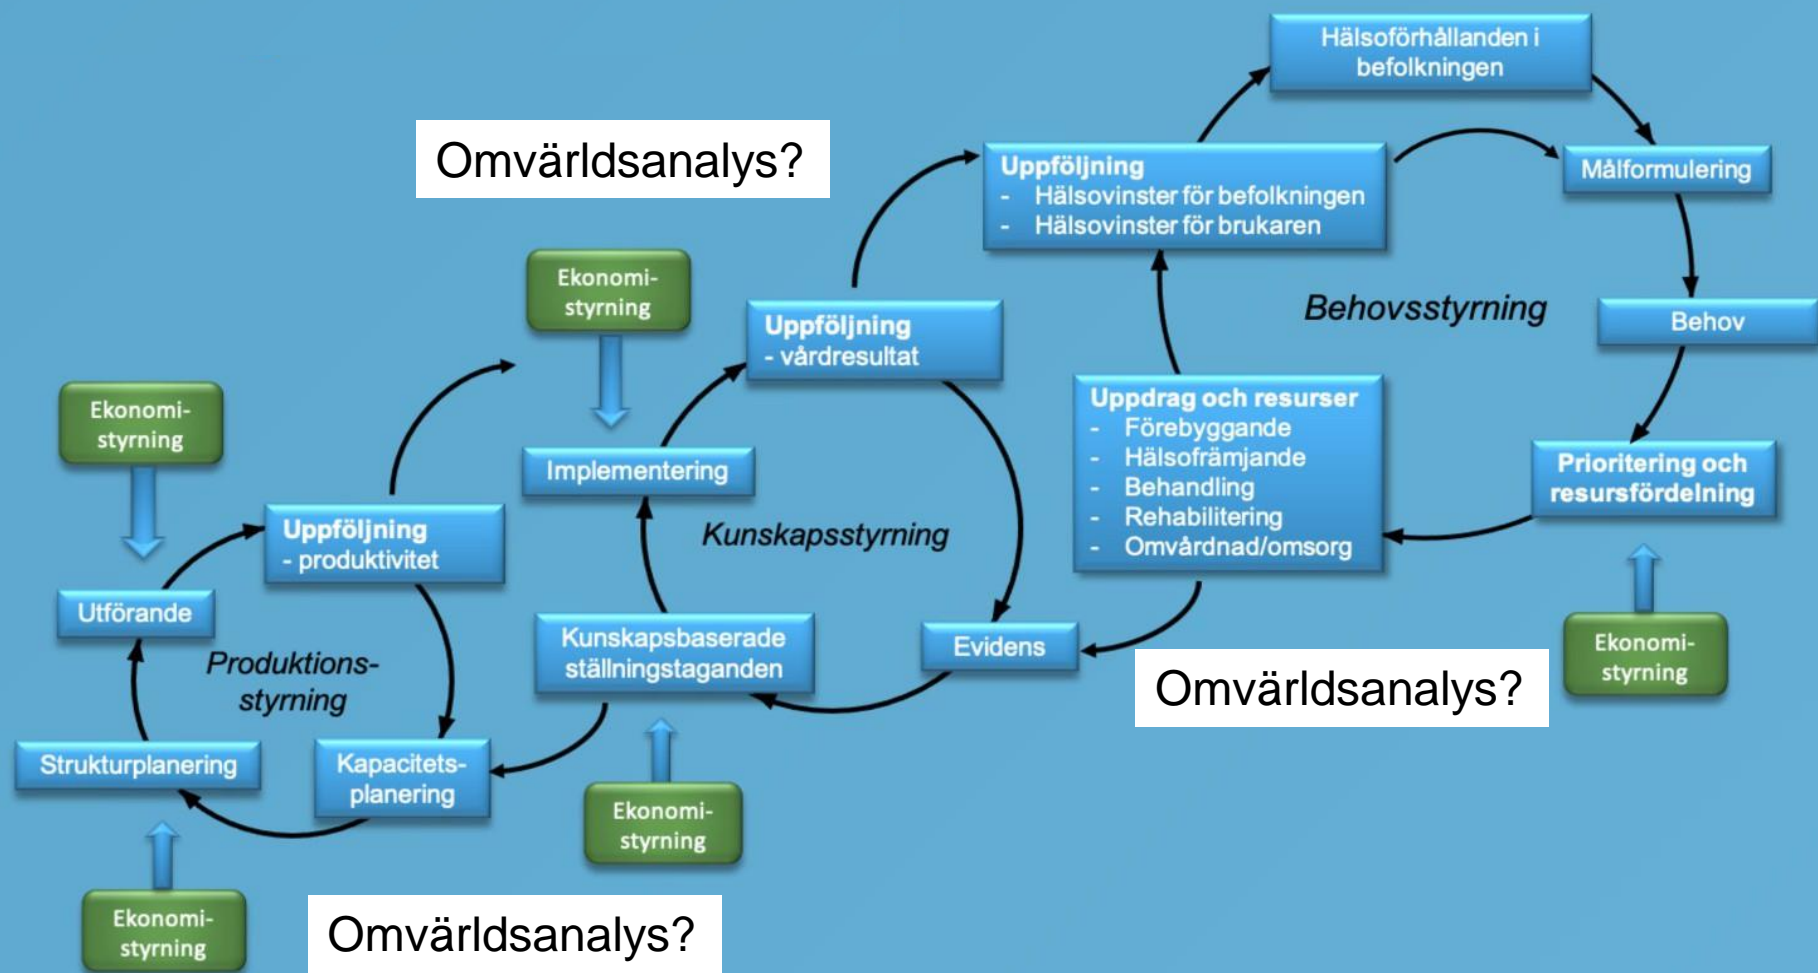 Hälsoförhållanden i
befolkningen
Omvärldsanalys?
Uppföljning
- Hälsovinster för befolkningen
- Hälsovinster för brukaren
Målformulering
Ekonomi-
styrning
Uppföljning
- vårdresultat
Behovsstyrning
Behov
Ekonomi-
styrning
Uppdrag och resurser
- Förebyggande
- Hälsofrämjande
- Behandling
- Rehabilitering
- Omvårdnad/omsorg
Prioritering och
resursfördelning
Implementering
Uppföljning
- produktivitet
Kunskapsstyrning
Utförande
Kunskapsbaserade
ställningstaganden
Evidens
Ekonomi-
styrning
Produktions-
styrning
Omvärldsanalys?
Strukturplanering
Kapacitets-
planering
Ekonomi-
styrning
Ekonomi-
styrning
Omvärldsanalys?